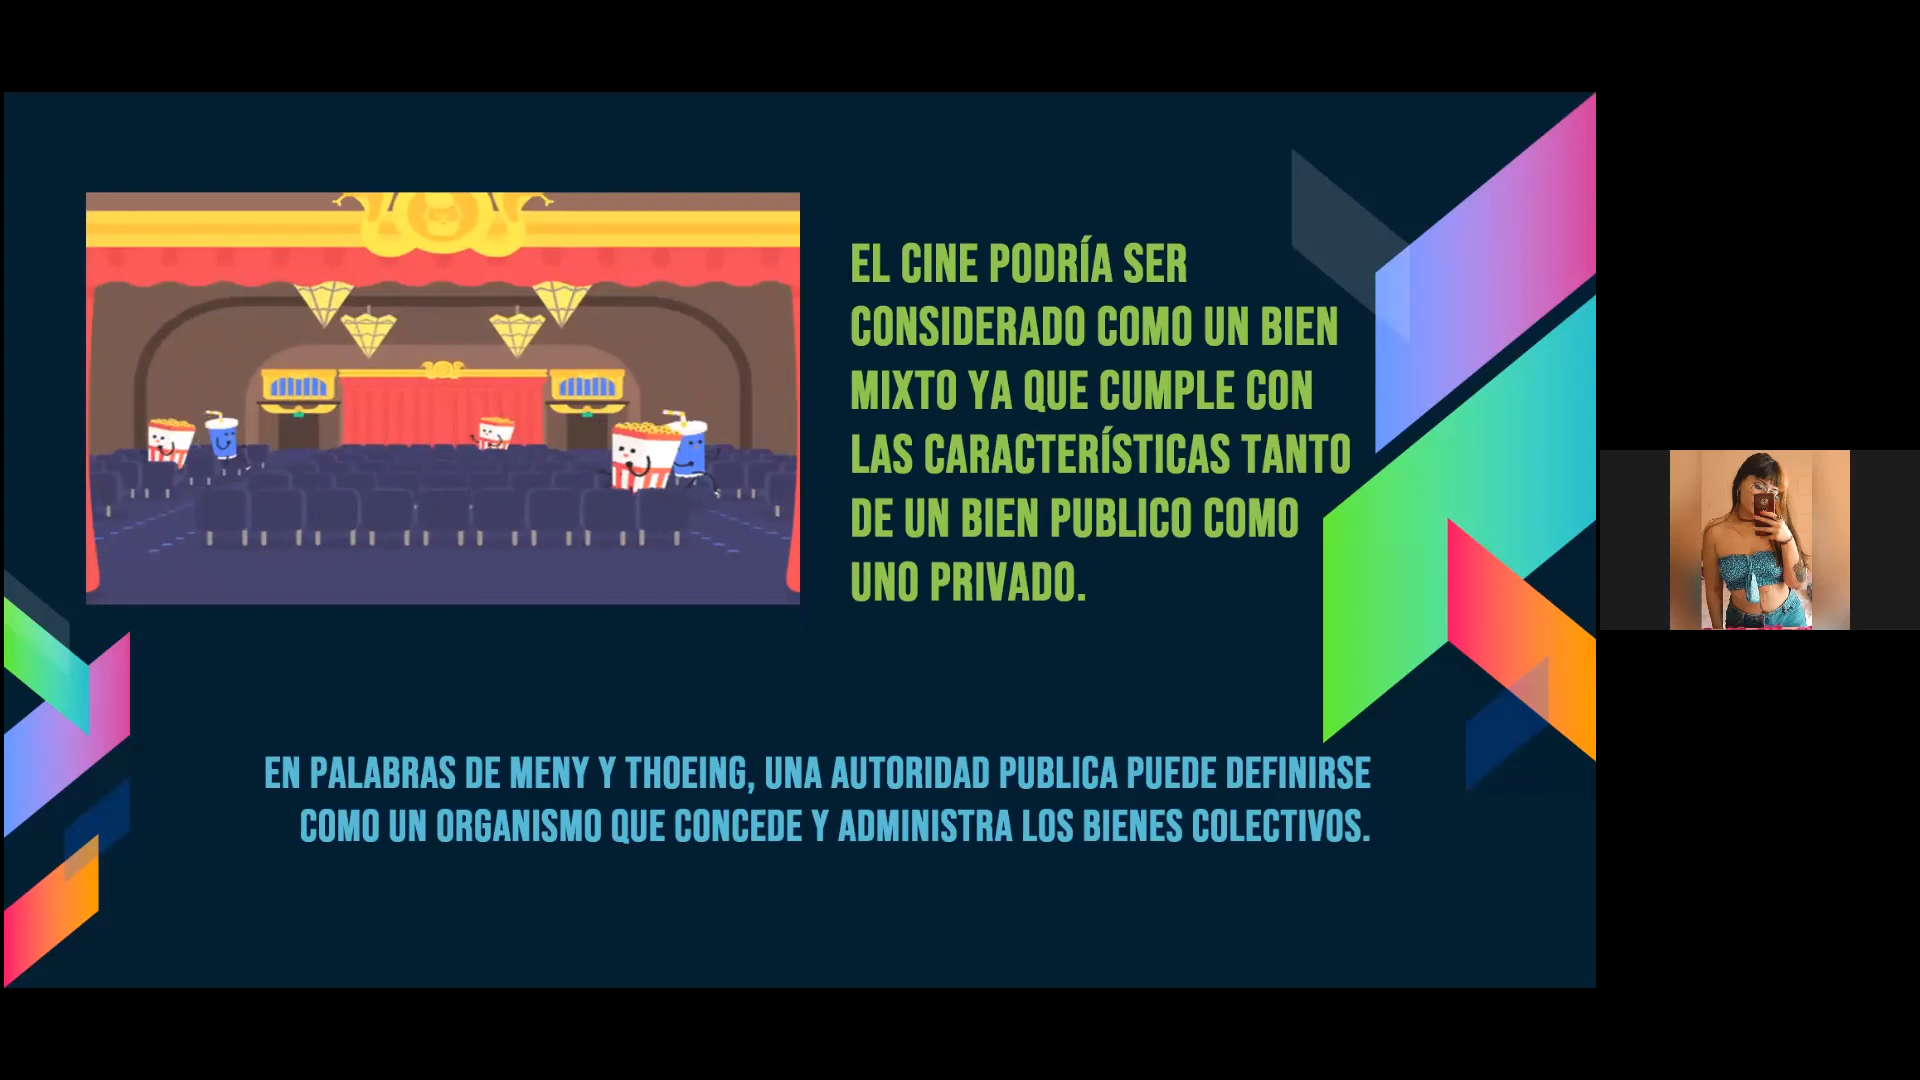 EL CINE PODRÍA SER
CONSIDERADO COMO UN BIEN
MIXTO YA QUE CUMPLE CON
LAS CARACTERÍSTICAS TANTO
DE UN BIEN PUBLICO COMO
UNO PRIVADO.
EN PALABRAS DE MENY Y THOEING, UNA AUTORIDAD PUBLICA PUEDE DEFINIRSE
COMO UN ORGANISMO QUE CONCEDE Y ADMINISTRA LOS BIENES COLECTIVOS.